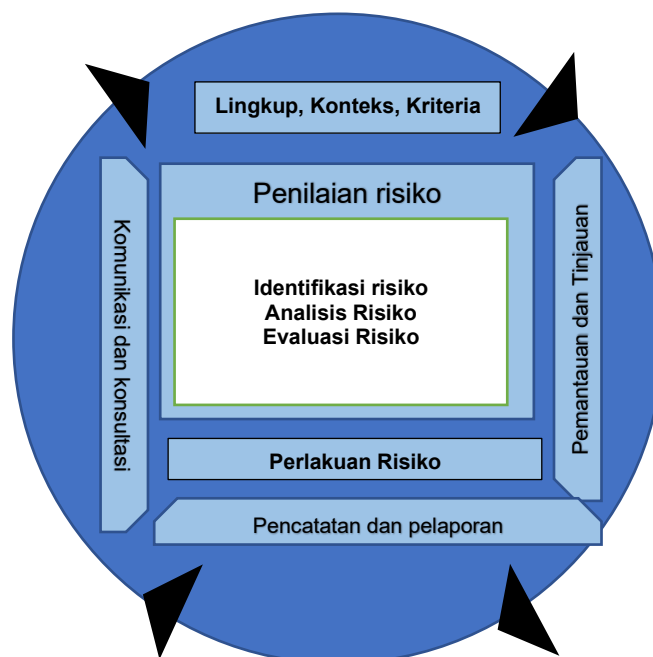 Lingkup, Konteks, Kriteria
Komunikasi dan konsultasi
Penilaian risiko
Identifikasi risiko
Analisis Risiko
Evaluasi Risiko
Pemantauan dan Tinjauan
Perlakuan Risiko
Pencatatan dan pelaporan